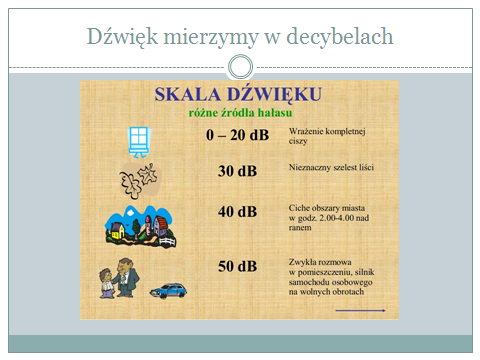 Dźwięk mierzymy w decybelach
SKALA DŹWIĘKU
różne źródła hałasu
0 – 20 dB
Wrażenie kompletnej
ciszy
30 dB
Nieznaczny szelest liści
40 dB
Ciche obszary miasta
w godz. 2.00-4.00 nad
ranem
50 dB
Zwykła rozmowa
w pomieszczeniu, silnik
samochodu osobowego
na wolnych obrotach